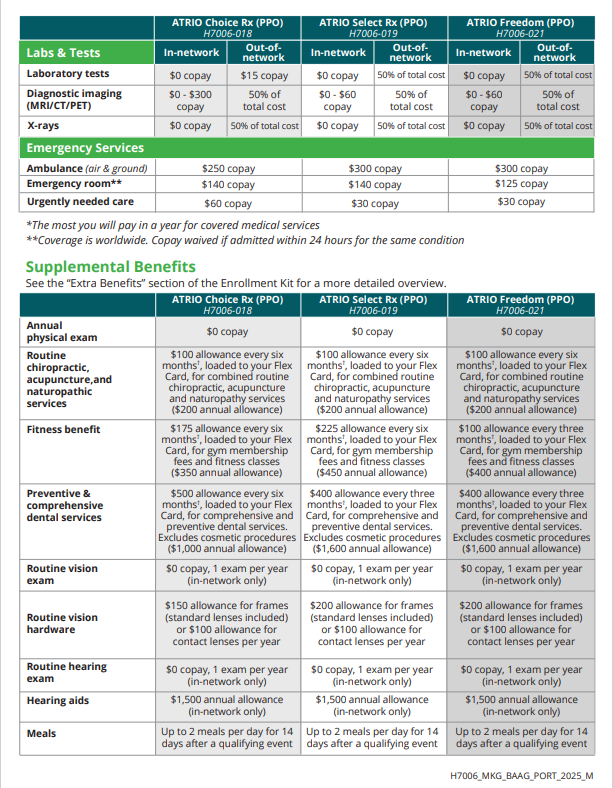 ATRIO Choice Rx (PPO) ATRIO Select Rx (PPO) ATRIO Freedom (PPO)
H7006-018 H7006-019 H7006-021
Labs & Tests In-network Out-of-network In-network Out-of-network In-network Out-of-network
Laboratory tests $0 copay $15 copay $0 copay 50% of total cost $0 copay 50% of total cost
Diagnostic imaging $0 - $300 50% of $0 - $60 50% of $0 - $60 50% of
(MRI/CT/PET) copay total cost copay total cost copay total cost
X-rays $0 copay 50% of total cost $0 copay 50% of total cost $0 copay 50% of total cost
Emergency Services
Ambulance (air & ground) $250 copay $300 copay $300 copay
Emergency room** $140 copay $140 copay $125 copay
Urgently needed care $60 copay $30 copay $30 copay
*The most you will pay in a year for covered medical services
**Coverage is worldwide. Copay waived if admitted within 24 hours for the same condition
Supplemental Benefits
See the “Extra Benefits” section of the Enrollment Kit for a more detailed overview.
ATRIO Choice Rx (PPO) ATRIO Select Rx (PPO) ATRIO Freedom (PPO)
H7006-018 H7006-019 H7006-021
Annual
physical exam
$0 copay $0 copay $0 copay
Routine
chiropractic,
acupuncture,and
naturopathic
services
$100 allowance every six
months†, loaded to your Flex
Card, for combined routine
chiropractic, acupuncture
and naturopathy services
($200 annual allowance)
$100 allowance every six
months†, loaded to your Flex
Card, for combined routine
chiropractic, acupuncture
and naturopathy services
($200 annual allowance)
$100 allowance every six
months†, loaded to your Flex
Card, for combined routine
chiropractic, acupuncture
and naturopathy services
($200 annual allowance)
Fitness benefit
$175 allowance every six
months†, loaded to your Flex
Card, for gym membership
fees and fitness classes
($350 annual allowance)
$225 allowance every six
months†, loaded to your Flex
Card, for gym membership
fees and fitness classes
($450 annual allowance)
$100 allowance every three
months†, loaded to your Flex
Card, for gym membership
fees and fitness classes
($400 annual allowance)
Preventive &
comprehensive
dental services
$500 allowance every six
months†, loaded to your Flex
Card, for comprehensive and
preventive dental services.
Excludes cosmetic procedures
($1,000 annual allowance)
$400 allowance every three
months†, loaded to your Flex
Card, for comprehensive and
preventive dental services.
Excludes cosmetic procedures
($1,600 annual allowance)
$400 allowance every three
months†, loaded to your Flex
Card, for comprehensive and
preventive dental services.
Excludes cosmetic procedures
($1,600 annual allowance)
Routine vision
exam
$0 copay, 1 exam per year
(in-network only)
$0 copay, 1 exam per year
(in-network only)
$0 copay, 1 exam per year
(in-network only)
Routine vision
hardware
$150 allowance for frames
(standard lenses included)
or $100 allowance for
contact lenses per year
$200 allowance for frames
(standard lenses included)
or $100 allowance for
contact lenses per year
$200 allowance for frames
(standard lenses included)
or $100 allowance for
contact lenses per year
Routine hearing
exam
$0 copay, 1 exam per year
(in-network only)
$0 copay, 1 exam per year
(in-network only)
$0 copay, 1 exam per year
(in-network only)
Hearing aids
$1,500 annual allowance
(in-network only)
$1,500 annual allowance
(in-network only)
$1,500 annual allowance
(in-network only)
Meals
Up to 2 meals per day for 14
days after a qualifying event
Up to 2 meals per day for 14
days after a qualifying event
Up to 2 meals per day for 14
days after a qualifying event
H7006_MKG_BAAG_PORT_2025_M